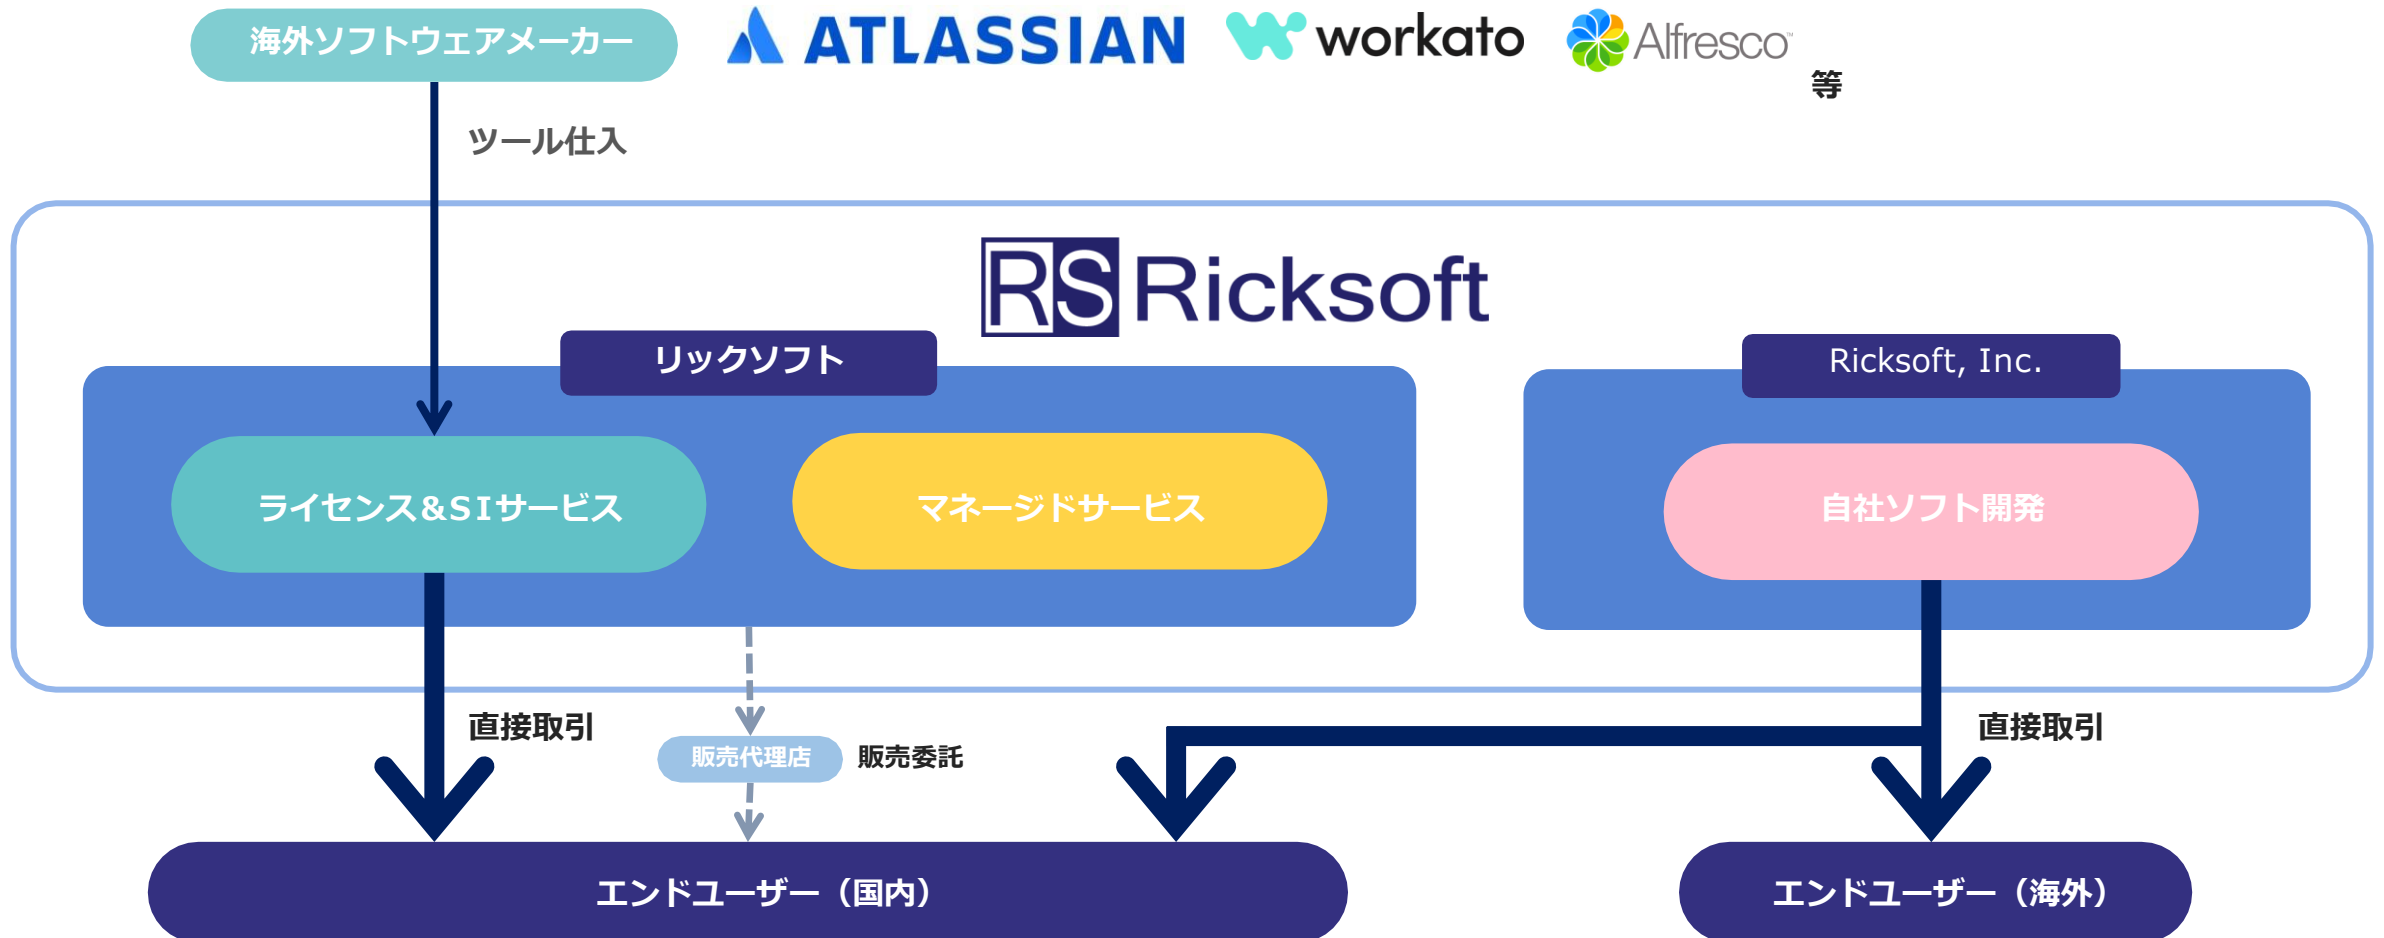 海外ソフトウェアメーカー
ATLASSIAN
workato
Alfresco™
等
ツール仕入
RS Ricksoft
リックソフト
Ricksoft, Inc.
ライセンス&SIサービス
マネージドサービス
自社ソフト開発
直接取引
販売代理店
販売委託
直接取引
エンドユーザー（国内）
エンドユーザー（海外）